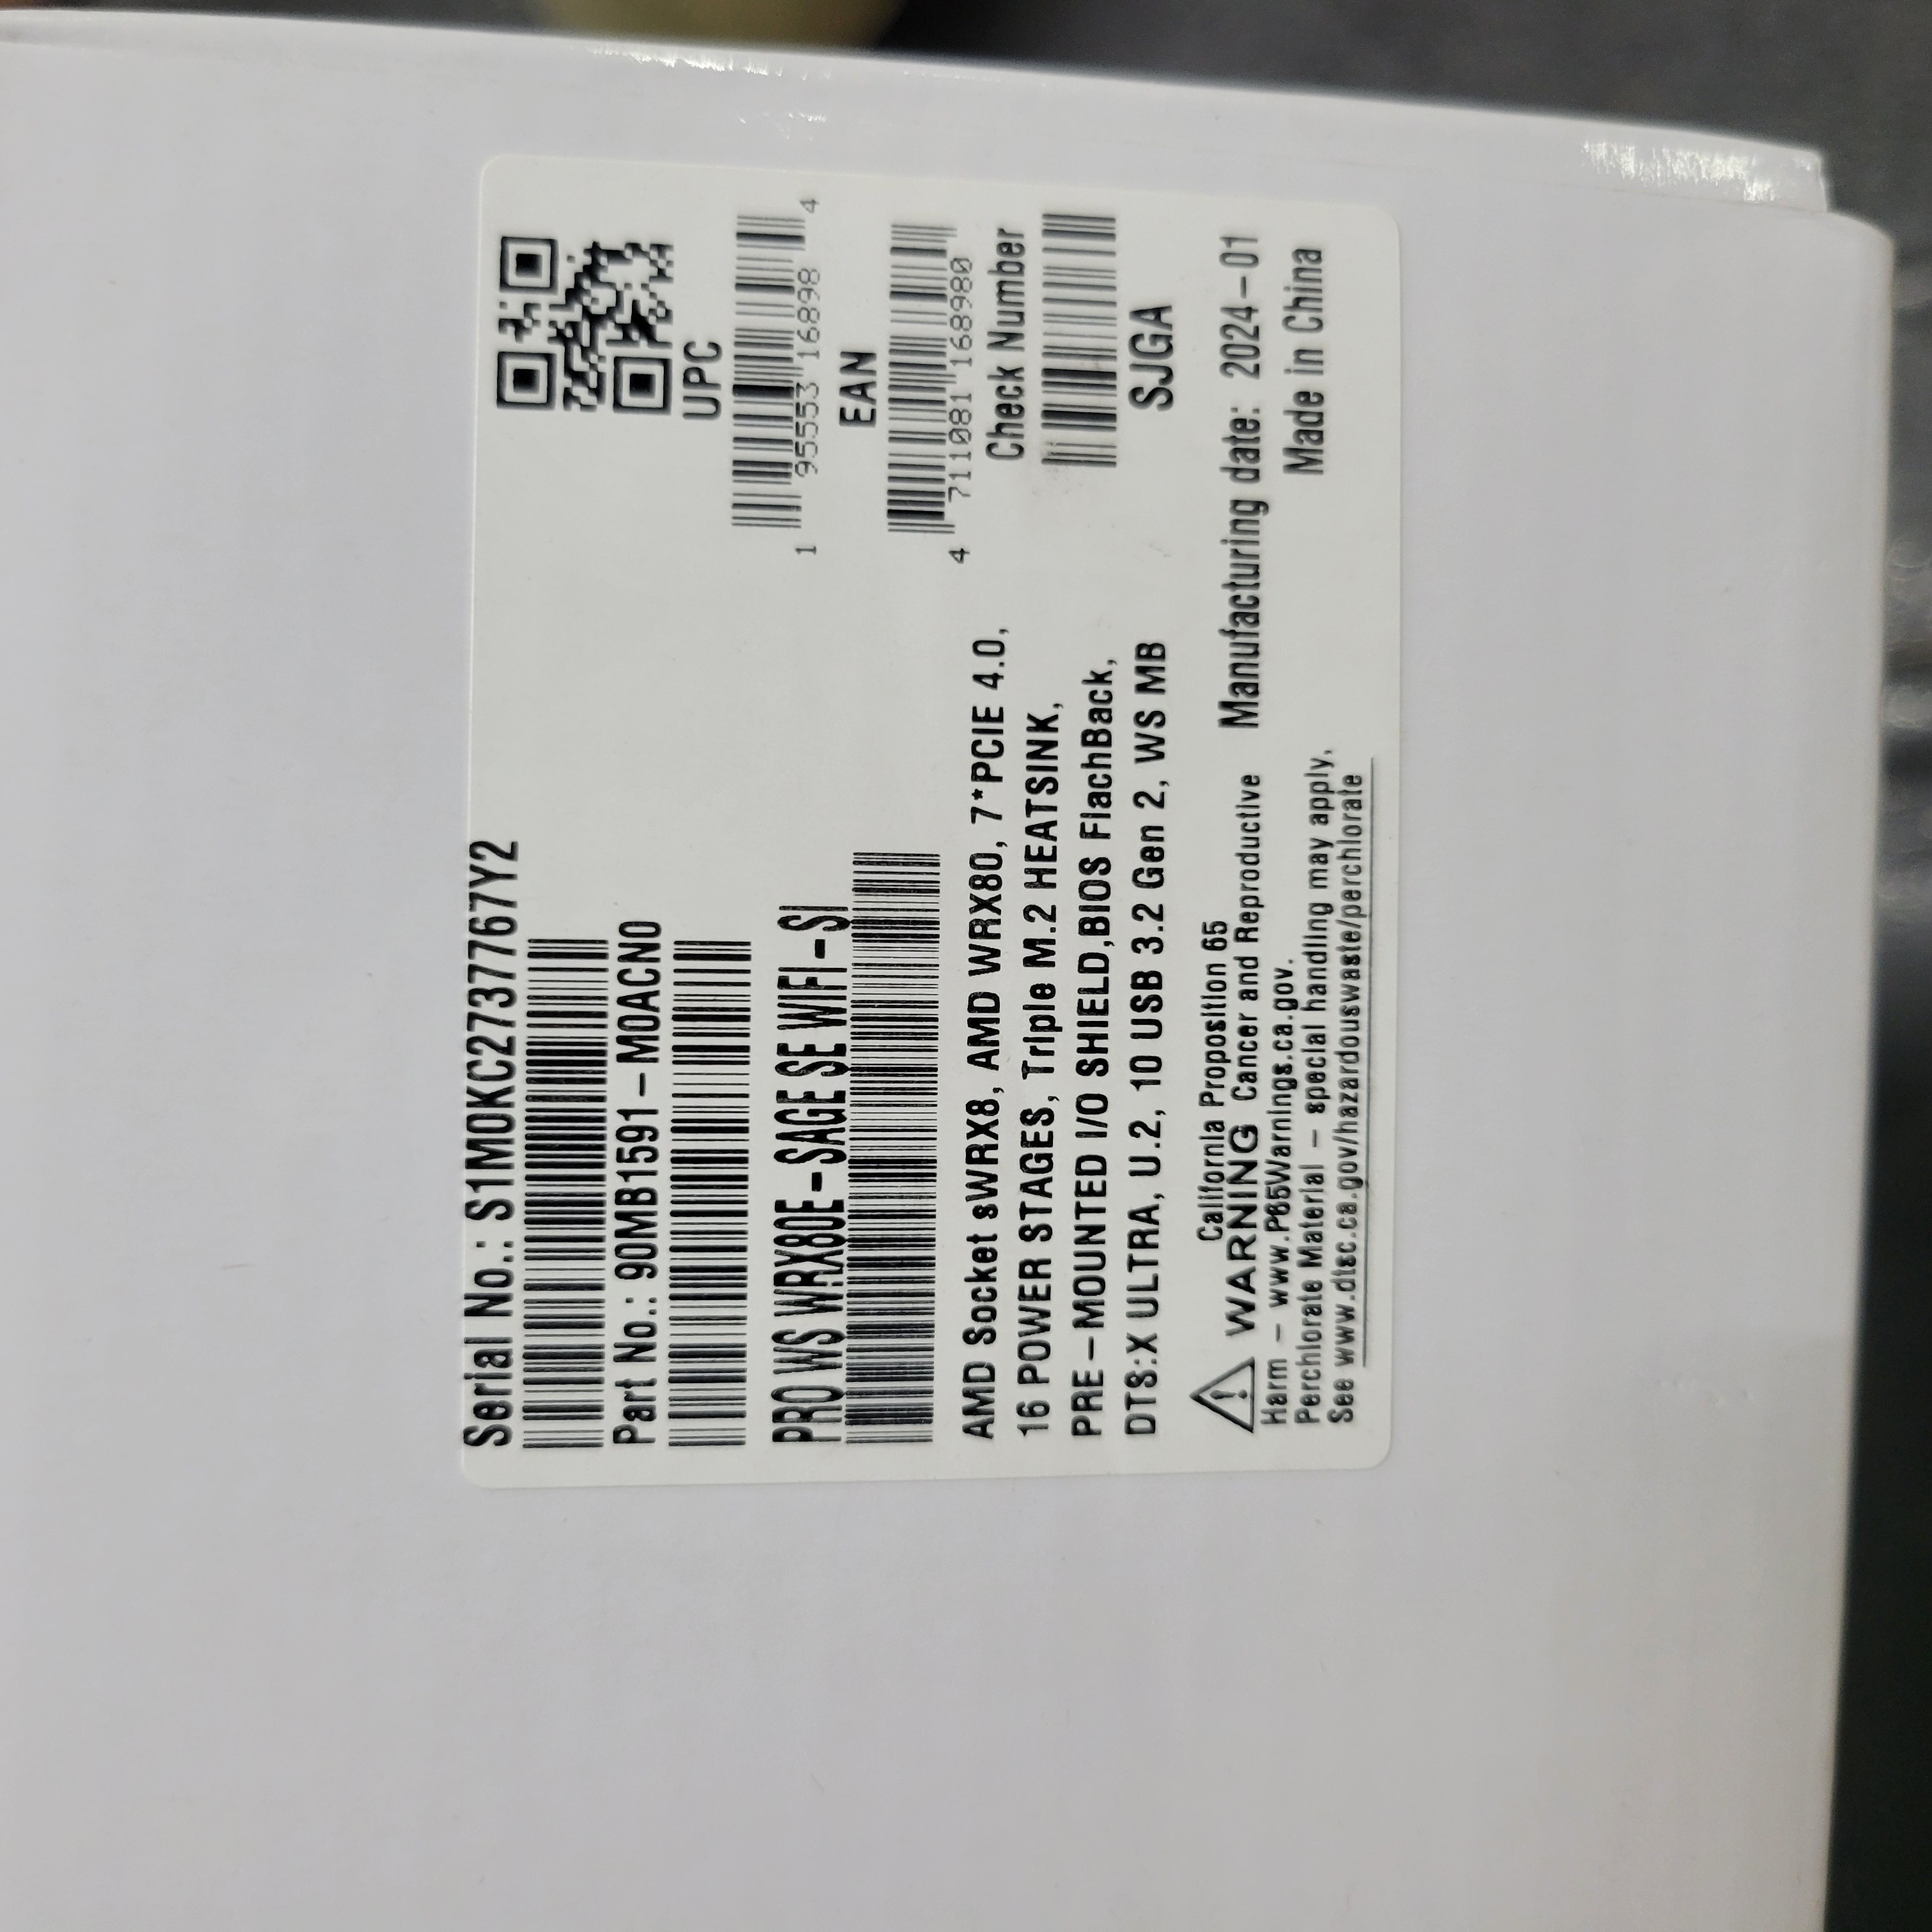 Serial No.: S1M0KC2737767Y2
Part No.: 90MB1591-M0ACN0
PRO WS WRX80E-SAGE SE WIFI-SI
UPC
1 95553 16898 4
EAN
4 711081 168980
Check Number
SJGA
AMD Socket sWRX8, AMD WRX80, 7*PCIE 4.0,
16 POWER STAGES, Triple M.2 HEATSINK,
PRE-MOUNTED I/O SHIELD,BIOS FlachBack,
DTS:X ULTRA, U.2, 10 USB 3.2 Gen 2, WS MB
California Proposition 65
WARNING Cancer and Reproductive
Harm - www.P65Warnings.ca.gov.
Perchlorate Material - special handling may apply,
See www.dtsc.ca.gov/hazardouswaste/perchlorate
Manufacturing date: 2024-01
Made in China